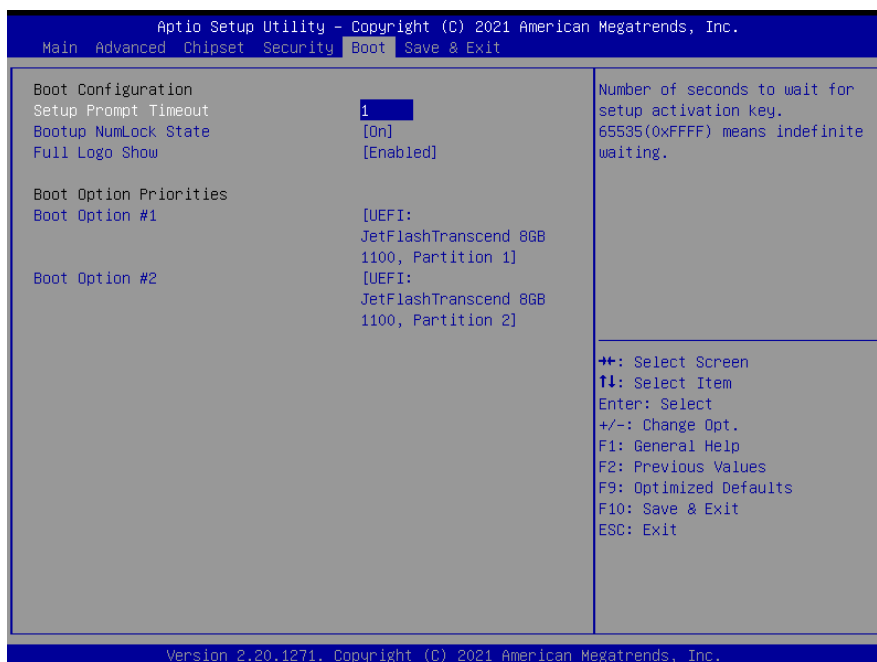 Aptio Setup Utility – Copyright (C) 2021 American Megatrends, Inc.
Main Advanced Chipset Security Boot Save & Exit
Boot Configuration
Setup Prompt Timeout 1
Bootup NumLock State [On]
Full Logo Show [Enabled]
Boot Option Priorities
Boot Option #1 [UEFI:
JetFlashTranscend 8GB
1100, Partition 1]
Boot Option #2 [UEFI:
JetFlashTranscend 8GB
1100, Partition 2]
Number of seconds to wait for
setup activation key.
65535(0xFFFF) means indefinite
waiting.
→←: Select Screen
↑↓: Select Item
Enter: Select
+/-: Change Opt.
F1: General Help
F2: Previous Values
F9: Optimized Defaults
F10: Save & Exit
ESC: Exit
Version 2.20.1271. Copyright (C) 2021 American Megatrends, Inc.